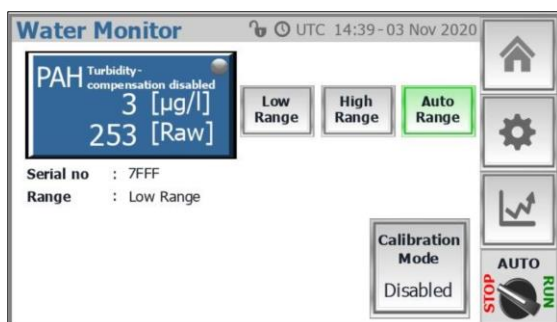 Water Monitor
UTC 14:39-03 Nov 2020
PAH Turbidity-
compensation disabled
3 [µg/l]
253 [Raw]
Low
Range
High
Range
Auto
Range
Serial no : 7FFF
Range : Low Range
Calibration
Mode
Disabled
AUTO
STOP
RUN